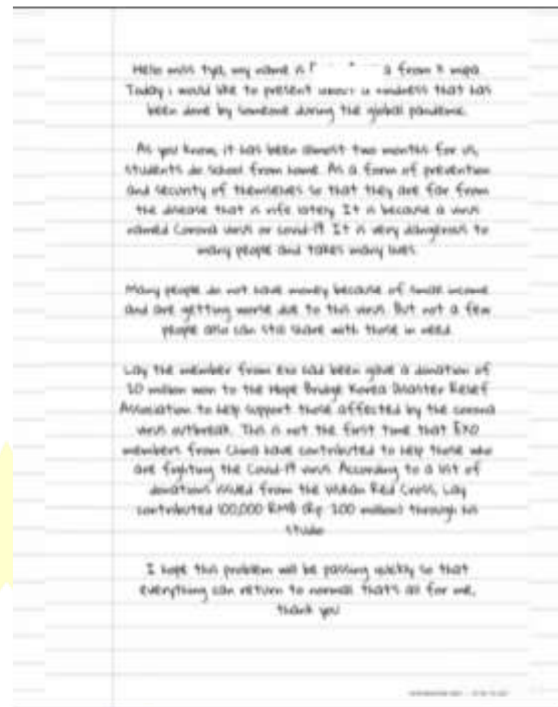 Hello miss Tya, my name is a from X mipa.
Today i would like to present about a kindness that has
been done by someone during the global pandemic.
As you know, it has been almost two months for us,
students do school from home. As a form of prevention
and security of themselves so that they are far from
the disease that is rife lately. It is because a virus
named Corona virus or covid-19. It is very dangerous to
many people and takes many lives.
Many people do not have money because of small income
and are getting worse due to this virus. But not a few
people also can still share with those in need.
Lay the member from Exo had been gave a donation of
million won to the Hope Bridge Korea Disaster Relief
Association to help support those affected by the corona
virus outbreak. This is not the first time that EXO
members from China have contributed to help those who
are fighting the Covid-19 virus. According to a list of
donations issued from the Wuhan Red Cross, Lay
contributed 100,000 RMB (Rp. 200 million) through his
studio
I hope this problem will be passing quickly so that
everything can return to normal that's all for me,
thank you